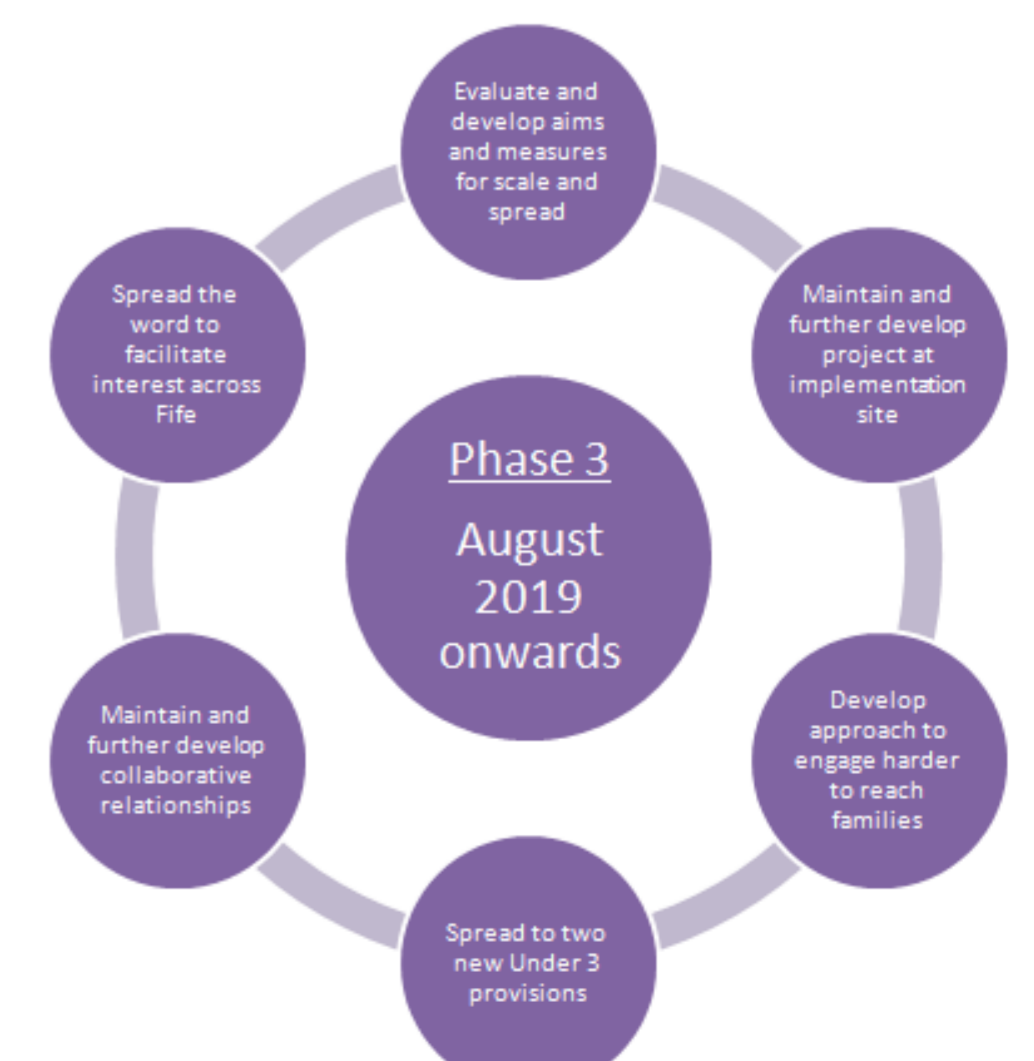 Evaluate and
develop aims
and measures
for scale and
spread
Maintain and
further develop
project at
implementation
site
Develop
approach to
engage harder
to reach
families
Spread to two
new Under 3
provisions
Maintain and
further develop
collaborative
relationships
Spread the
word to
facilitate
interest across
Fife
Phase 3
August
2019
onwards